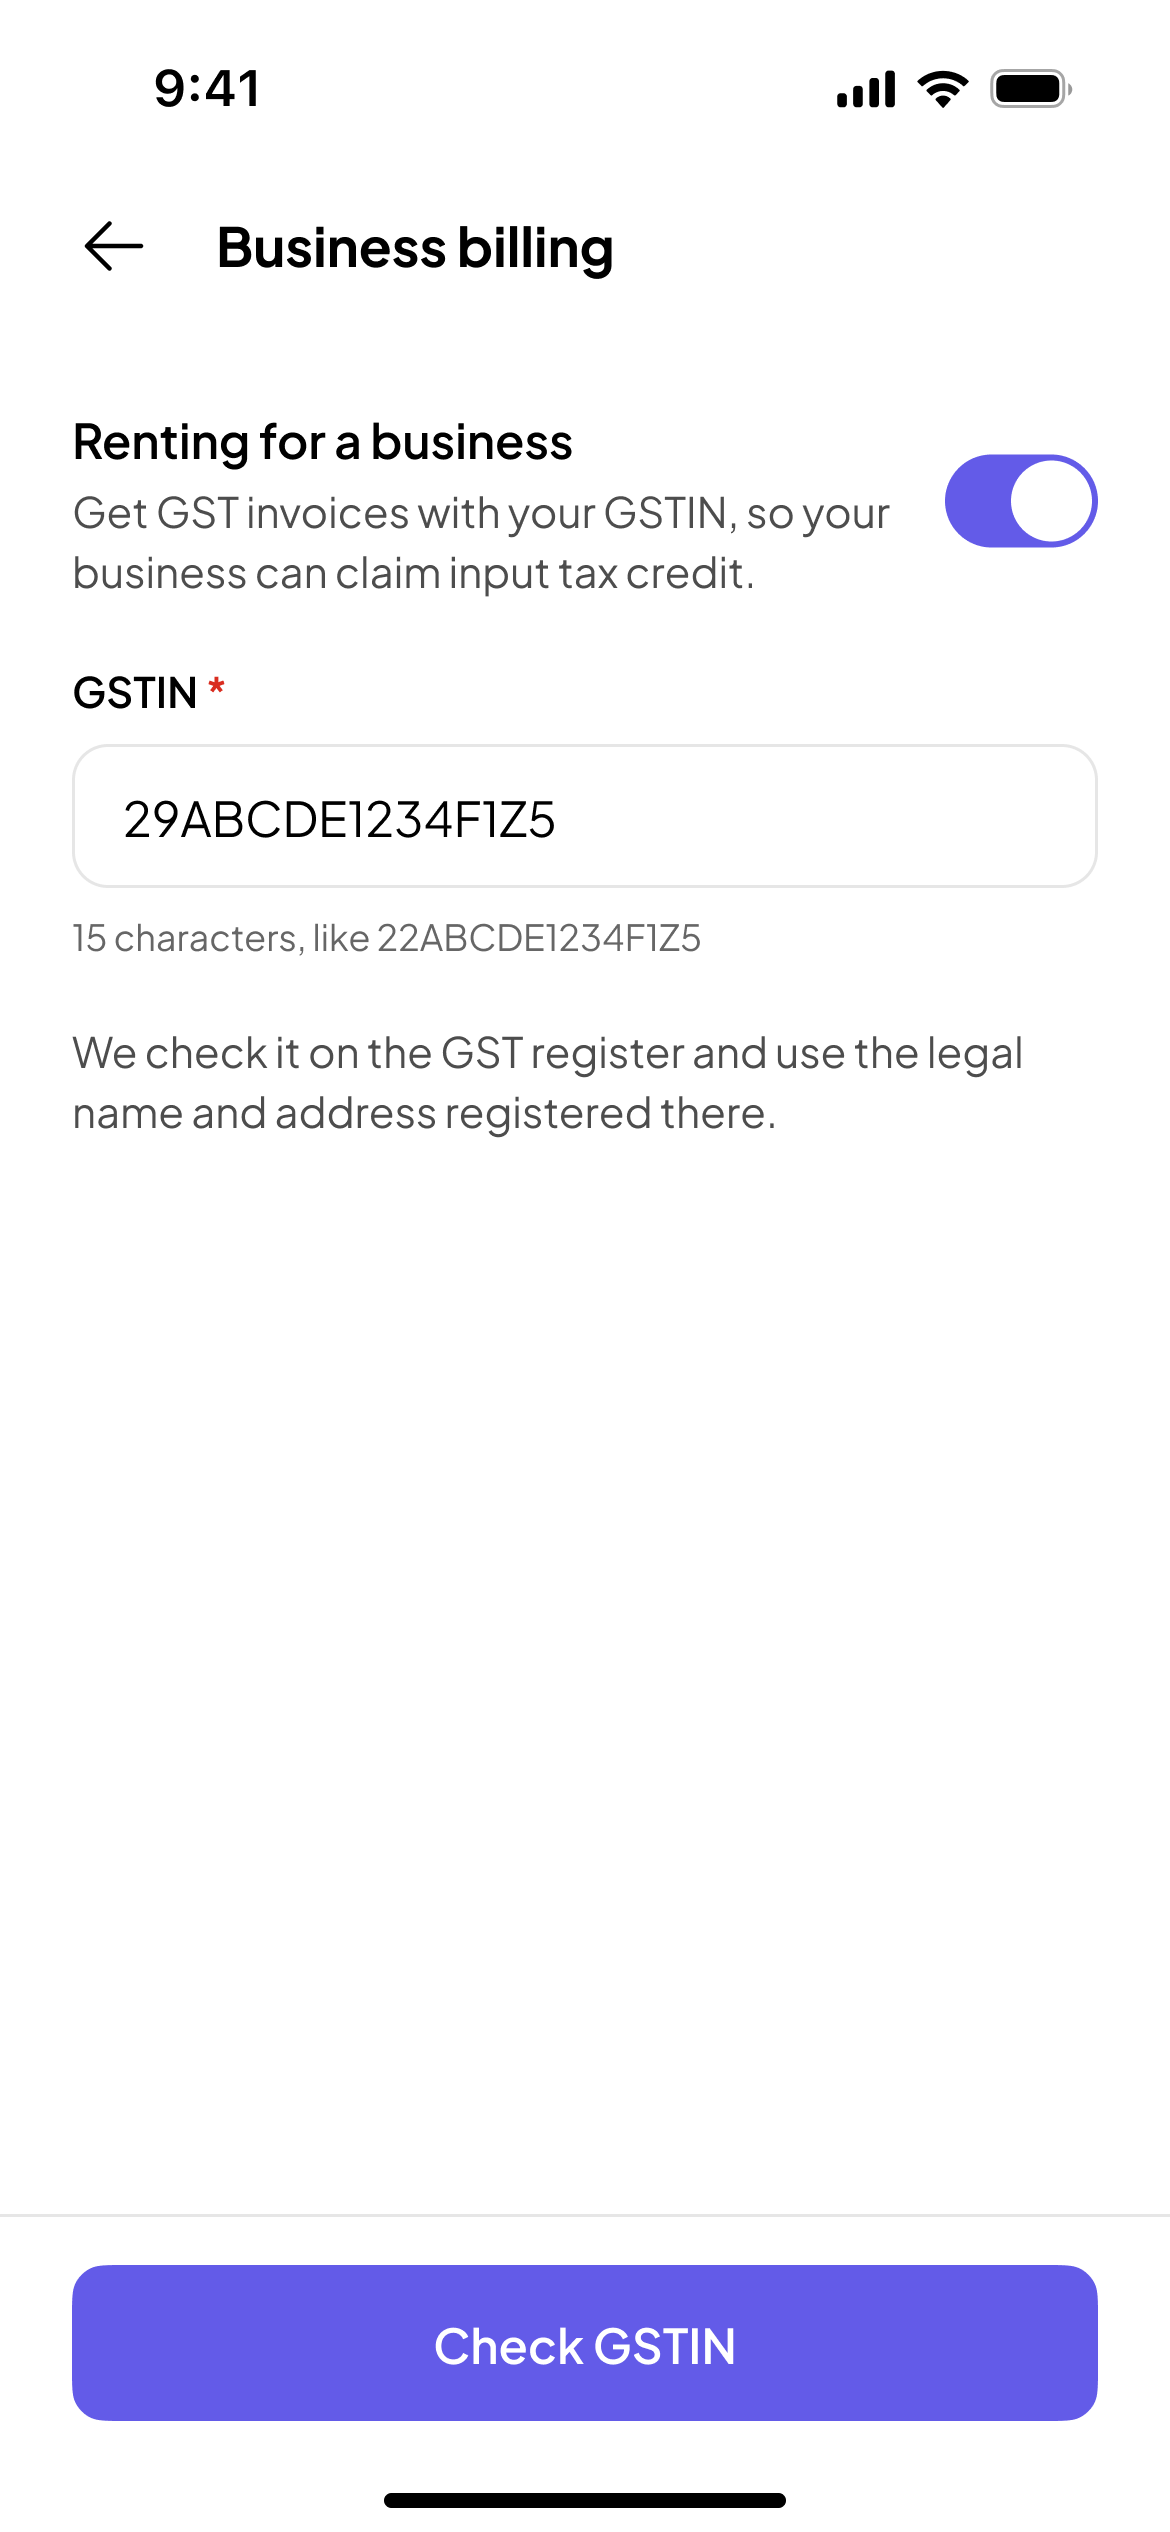 9:41
Business billing
Renting for a business
Get GST invoices with your GSTIN, so your
business can claim input tax credit.
GSTIN *
29ABCDE1234F1Z5
15 characters, like 22ABCDE1234F1Z5
We check it on the GST register and use the legal
name and address registered there.
Check GSTIN